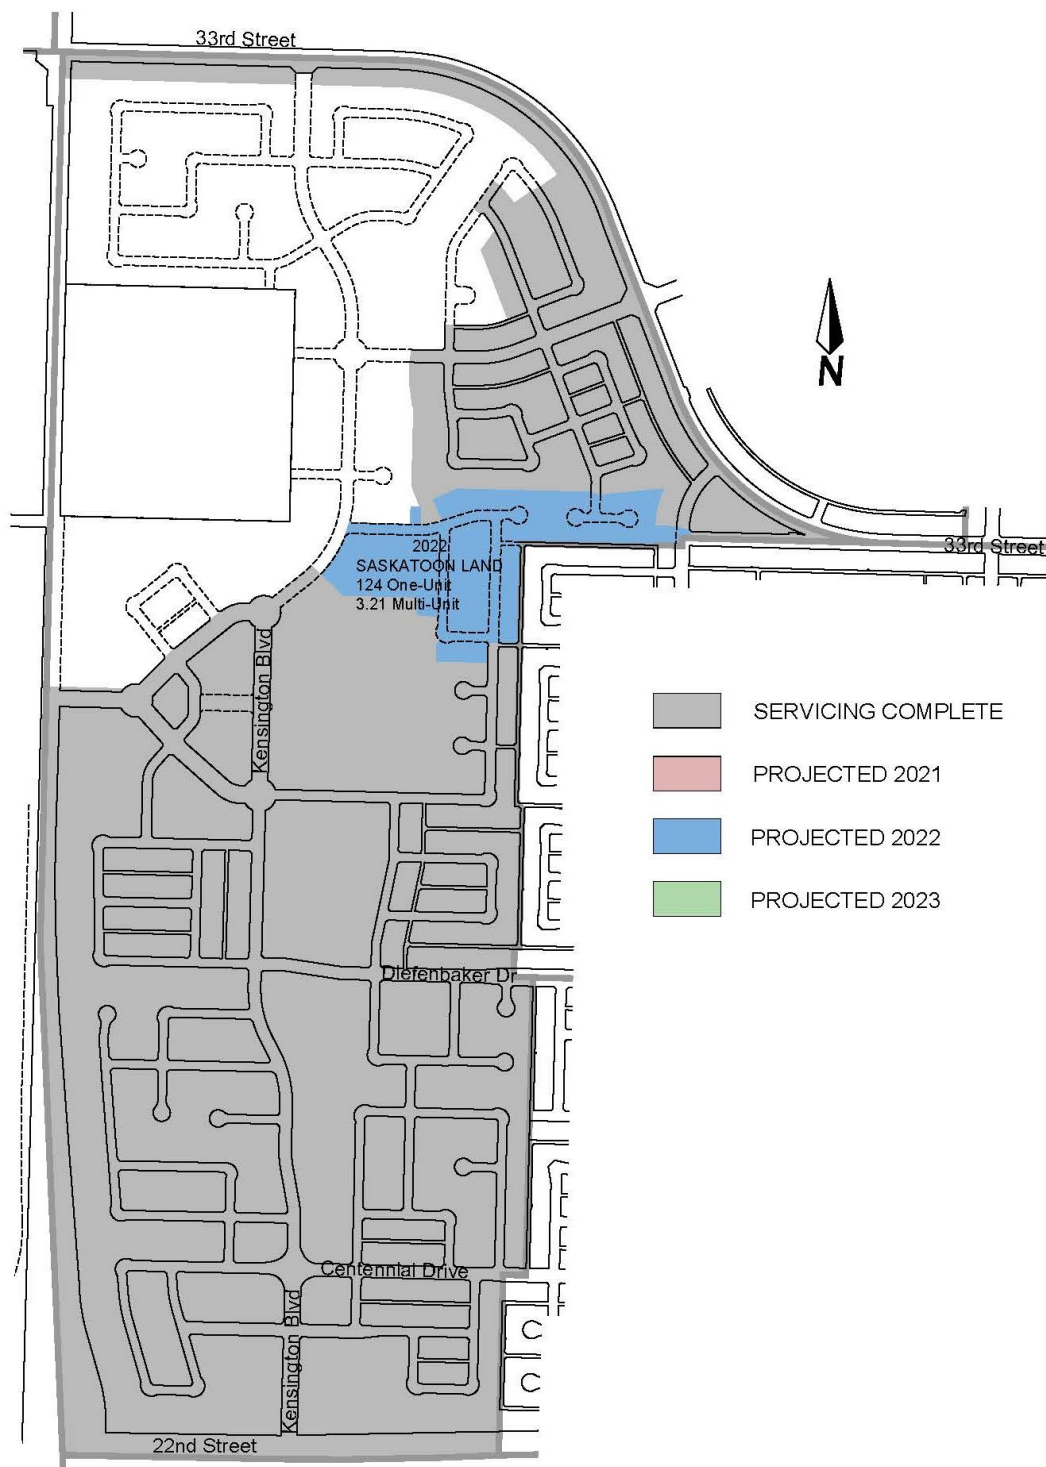 33rd Street
N
33rd Street
2022
SASKATOON LAND
124 One-Unit
3.21 Multi-Unit
Kensington Blvd
SERVICING COMPLETE
PROJECTED 2021
PROJECTED 2022
PROJECTED 2023
Diefenbaker Dr
Centennial Drive
Kensington Blvd
C
C
22nd Street